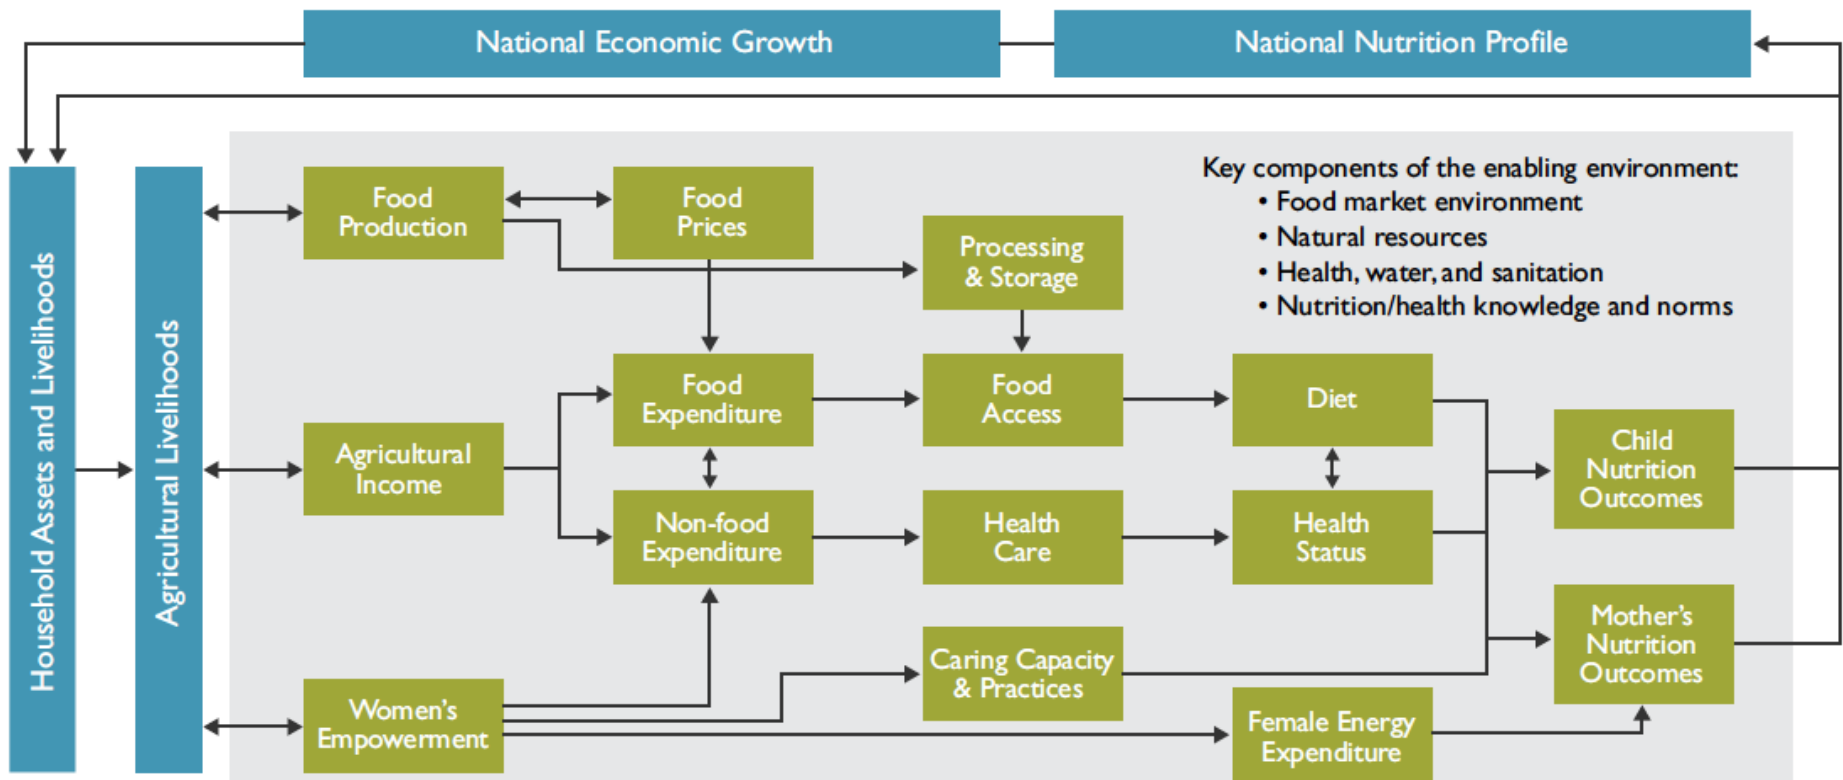 National Economic Growth
National Nutrition Profile
Household Assets and Livelihoods
Agricultural Livelihoods
Food
Production
Food
Prices
Processing
& Storage
Key components of the enabling environment:
• Food market environment
• Natural resources
• Health, water, and sanitation
• Nutrition/health knowledge and norms
Food
Expenditure
Food
Access
Diet
Agricultural
Income
Child
Nutrition
Outcomes
Non-food
Expenditure
Health
Care
Health
Status
Women's
Empowerment
Caring Capacity
& Practices
Mother's
Nutrition
Outcomes
Female Energy
Expenditure